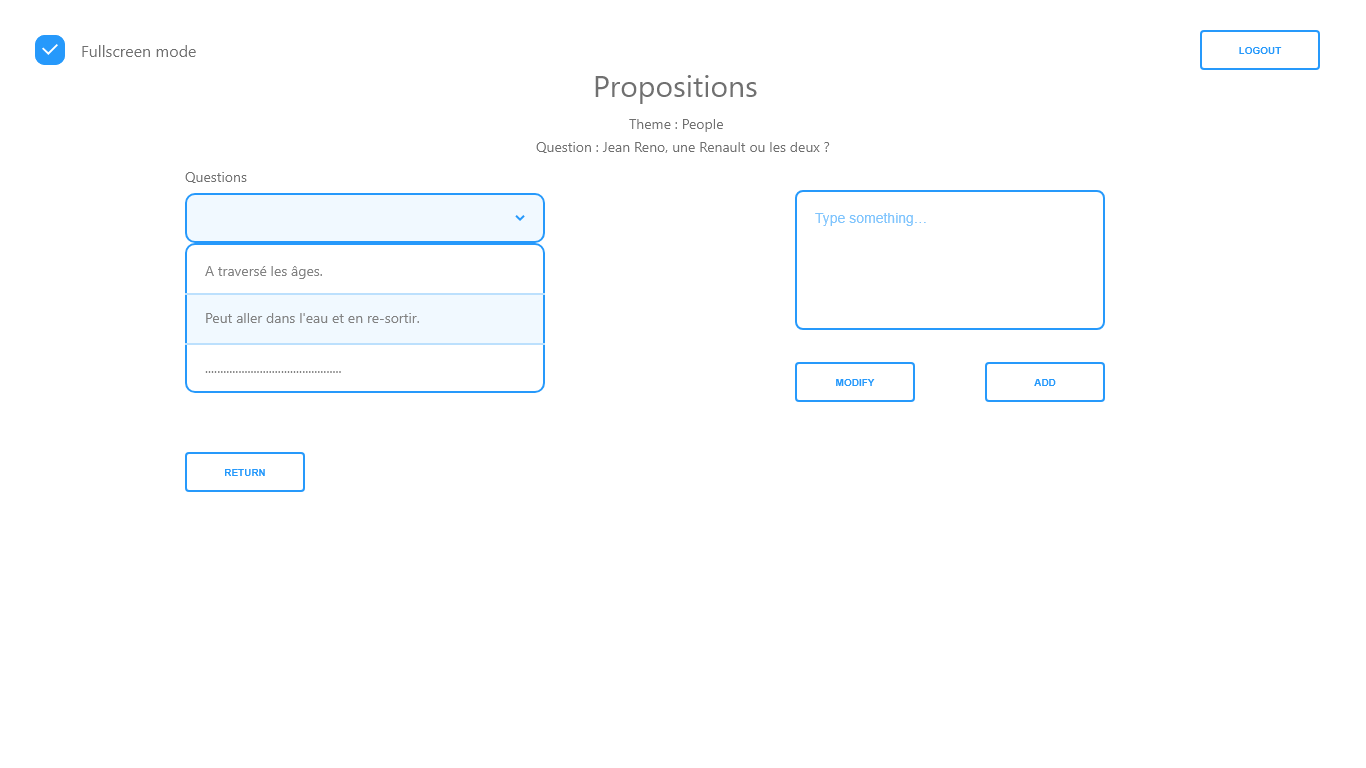 Fullscreen mode
LOGOUT
Propositions
Theme : People
Question : Jean Reno, une Renault ou les deux ?
Questions
A traversé les âges.
Peut aller dans l'eau et en re-sortir.
.............................................
Type something...
MODIFY
ADD
RETURN